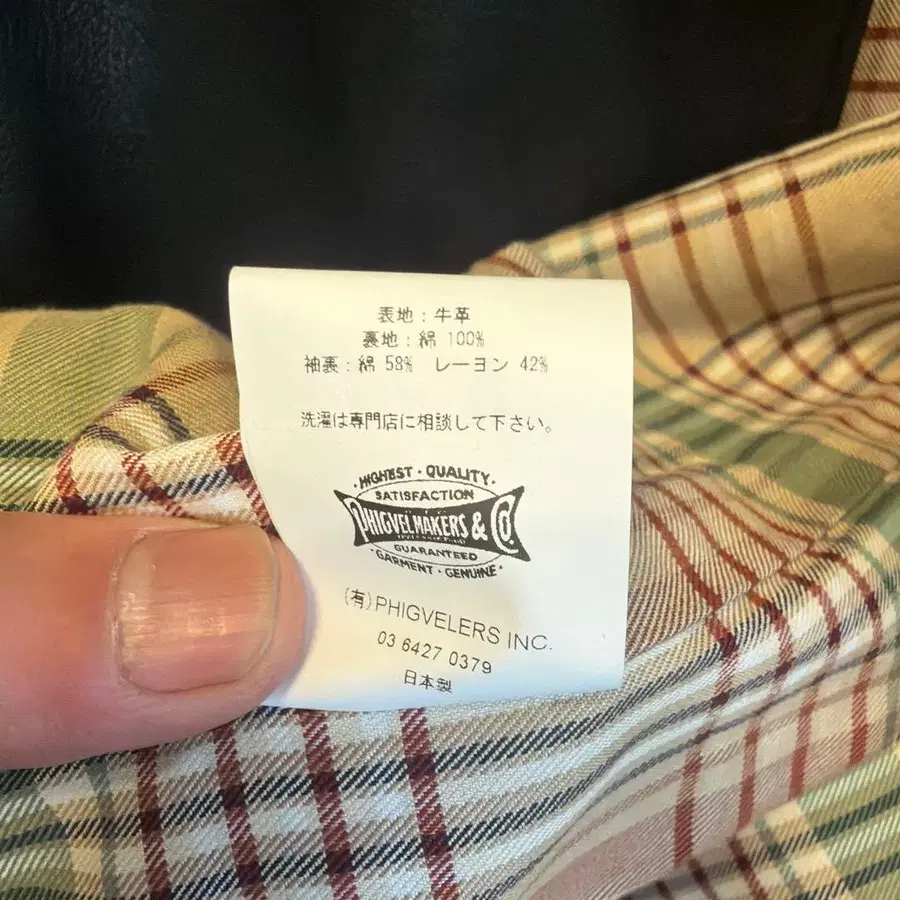 表地：牛革
裏地：綿 100%
袖裏：綿 58% レーヨン 42%
洗濯は専門店に相談して下さい。
・HIGHEST・QUALITY・
SATISFACTION
PHIGVEL MAKERS & Co.
GUARANTEED
・GARMENT・GENUINE・
(有)PHIGVELERS INC.
03 6427 0379
日本製